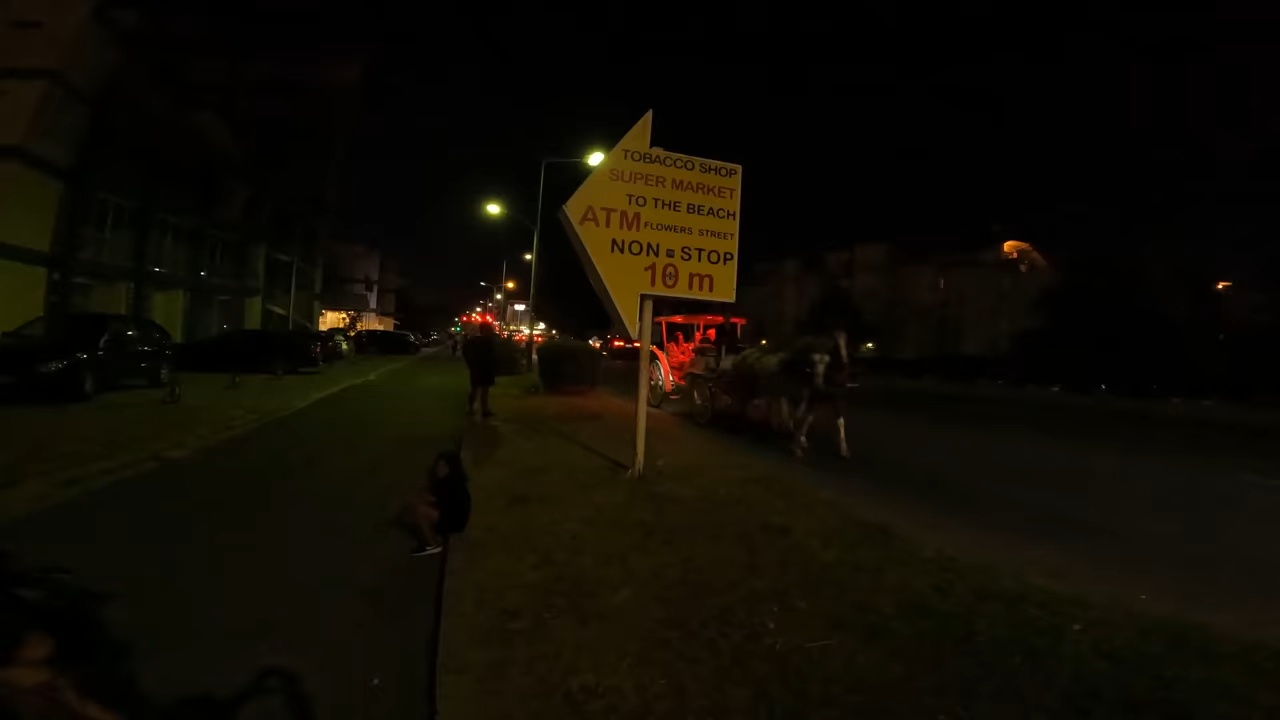 TOBACCO SHOP
SUPER MARKET
TO THE BEACH
ATM FLOWERS STREET
NON - STOP
10 m